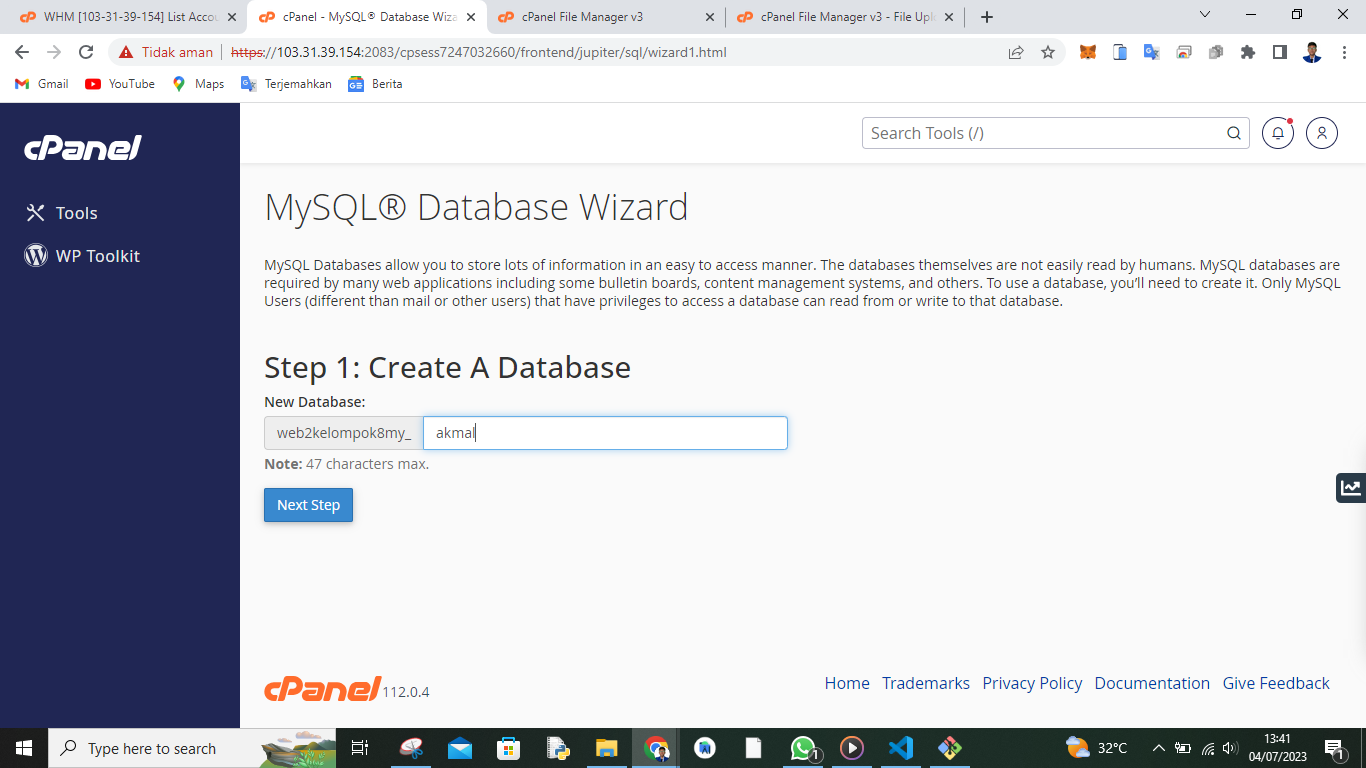 WHM [103-31-39-154] List Accou
cPanel - MySQL® Database Wiza
cPanel File Manager v3
cPanel File Manager v3 - File Uplo
Tidak aman
https://103.31.39.154:2083/cpsess7247032660/frontend/jupiter/sql/wizard1.html
Gmail
YouTube
Maps
Terjemahkan
Berita
cPanel
Search Tools (/)
Tools
WP Toolkit
MySQL® Database Wizard
MySQL Databases allow you to store lots of information in an easy to access manner. The databases themselves are not easily read by humans. MySQL databases are
required by many web applications including some bulletin boards, content management systems, and others. To use a database, you’ll need to create it. Only MySQL
Users (different than mail or other users) that have privileges to access a database can read from or write to that database.
Step 1: Create A Database
New Database:
web2kelompok8my_ akmal
Note: 47 characters max.
Next Step
cPanel 112.0.4
Home Trademarks Privacy Policy Documentation Give Feedback
Type here to search
1
32°C
13:41
04/07/2023
1